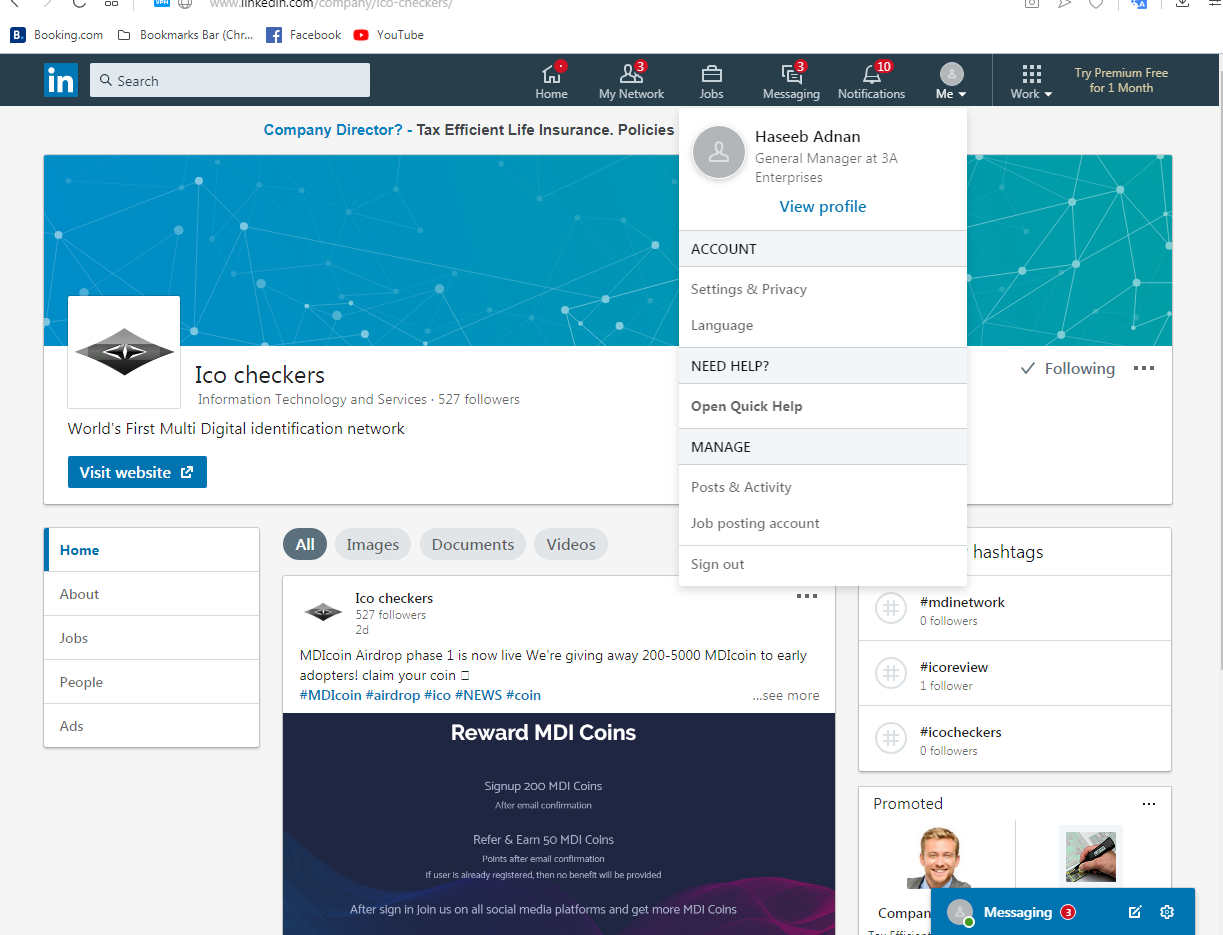 www.linkedin.com/company/ico-checkers/
VPN
B. Booking.com
Bookmarks Bar (Chr...
Facebook
YouTube
in
Search
Home
3
My Network
Jobs
3
Messaging
10
Notifications
Me
Work
Try Premium Free
for 1 Month
Company Director? - Tax Efficient Life Insurance. Policies
Haseeb Adnan
General Manager at 3A
Enterprises
View profile
ACCOUNT
Settings & Privacy
Language
NEED HELP?
Open Quick Help
MANAGE
Posts & Activity
Job posting account
Sign out
Ico checkers
Information Technology and Services · 527 followers
World's First Multi Digital identification network
Visit website
Following
Home
About
Jobs
People
Ads
All
Images
Documents
Videos
Ico checkers
527 followers
2d
MDIcoin Airdrop phase 1 is now live We're giving away 200-5000 MDIcoin to early
adopters! claim your coin
#MDIcoin #airdrop #ico #NEWS #coin
...see more
Reward MDI Coins
Signup 200 MDI Coins
After email confirmation
Refer & Earn 50 MDI Coins
Points after email confirmation
If user is already registered, then no benefit will be provided
After sign in Join us on all social media platforms and get more MDI Coins
hashtags
#mdinetwork
0 followers
#icoreview
1 follower
#icocheckers
0 followers
Promoted
Compan
Tax Efficient
Messaging 3